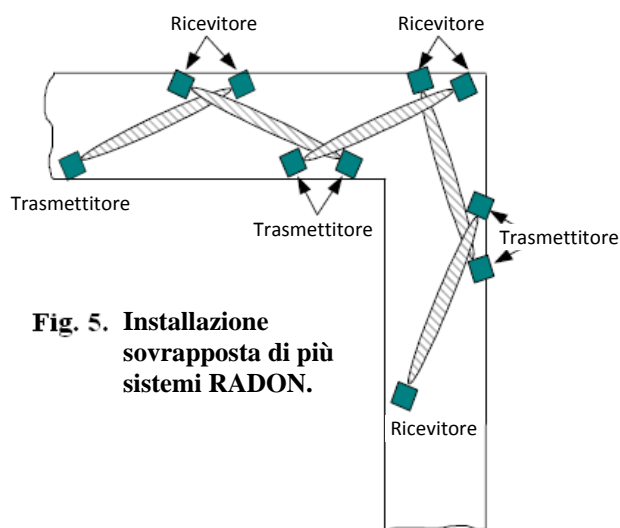 Ricevitore
Ricevitore
Trasmettitore
Trasmettitore
Trasmettitore
Fig. 5. Installazione
sovrapposta di più
sistemi RADON.
Ricevitore